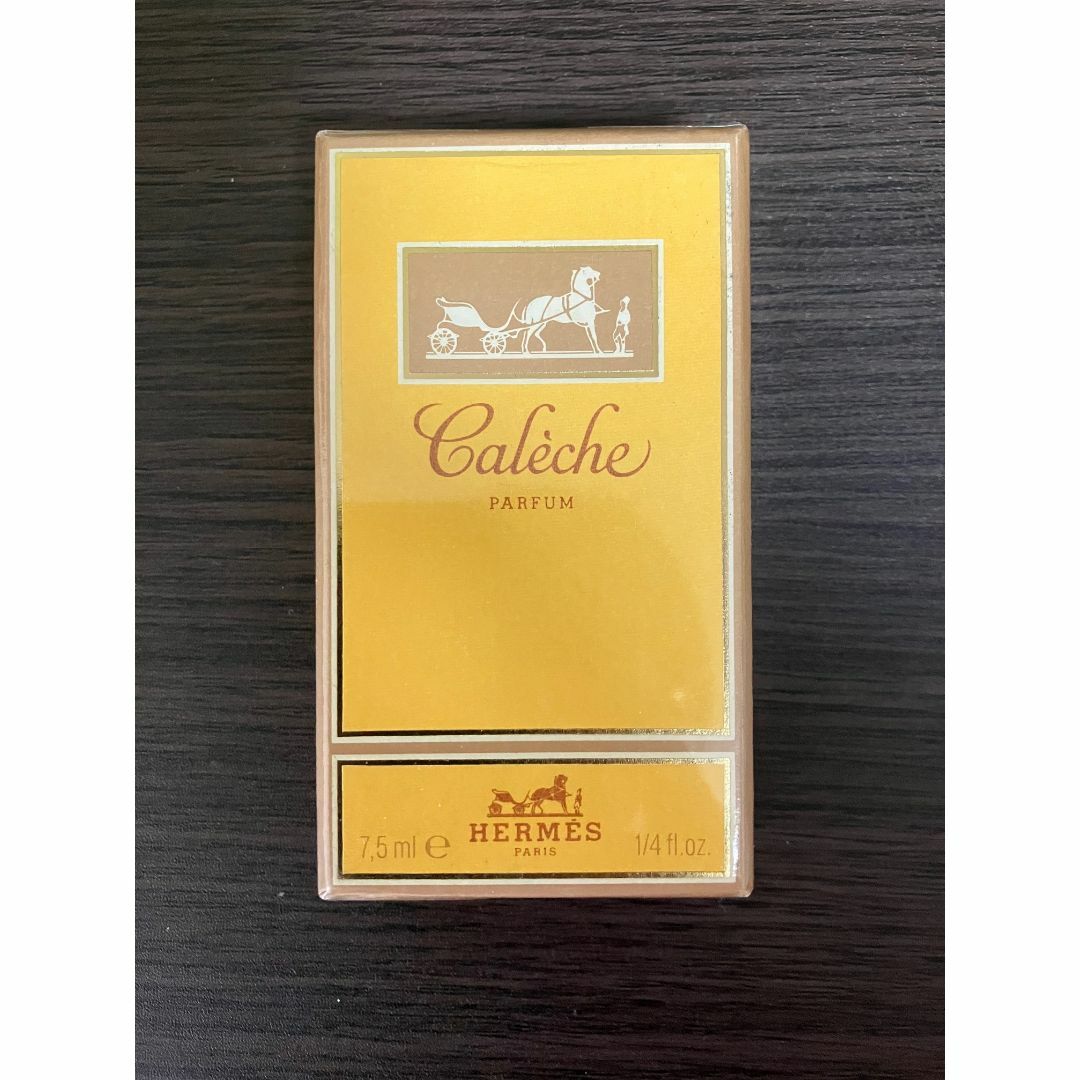 Calèche
PARFUM
HERMÈS
PARIS
7,5 ml ℮
1/4 fl.oz.